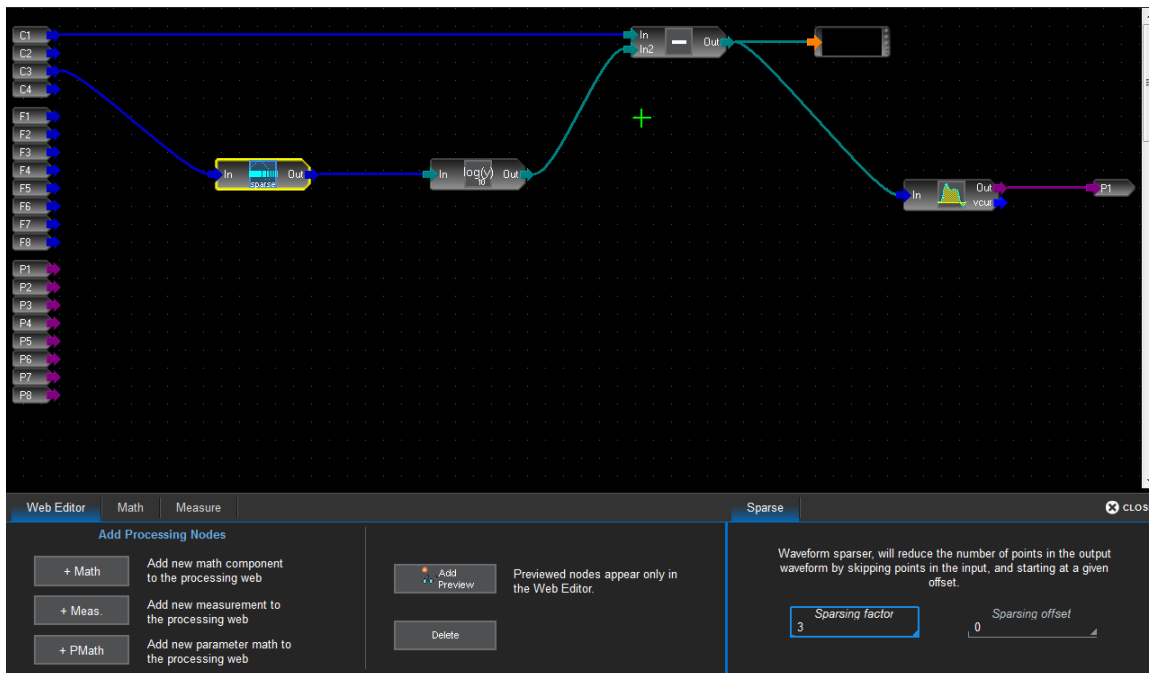 C1
C2
C3
C4
F1
F2
F3
F4
F5
F6
F7
F8
P1
P2
P3
P4
P5
P6
P7
P8
In
In2
Out
In
sparse
Out
In
log(y)
10
Out
In
Out
vcur
P1
Web Editor
Math
Measure
Add Processing Nodes
+ Math
Add new math component
to the processing web
+ Meas.
Add new measurement to
the processing web
+ PMath
Add new parameter math to
the processing web
Add
Preview
Previewed nodes appear only in
the Web Editor.
Delete
Sparse
CLOS
Waveform sparser, will reduce the number of points in the output
waveform by skipping points in the input, and starting at a given
offset.
Sparsing factor
3
Sparsing offset
0